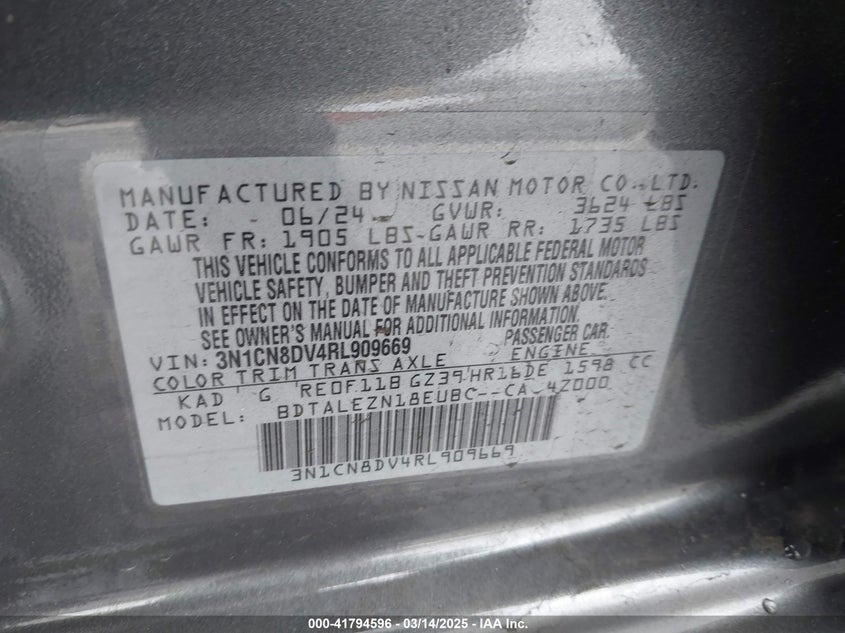 MANUFACTURED BY NISSAN MOTOR CO., LTD.
DATE: 06/24 GVWR: 3624 LBS
GAWR FR: 1905 LBS-GAWR RR: 1735 LBS
THIS VEHICLE CONFORMS TO ALL APPLICABLE FEDERAL MOTOR
VEHICLE SAFETY, BUMPER AND THEFT PREVENTION STANDARDS
IN EFFECT ON THE DATE OF MANUFACTURE SHOWN ABOVE.
SEE OWNER'S MANUAL FOR ADDITIONAL INFORMATION.
VIN: 3N1CN8DV4RL909669 PASSENGER CAR
COLOR TRIM TRANS AXLE ENGINE
KAD G RE0F11B GZ39 HR16DE 1598 CC
MODEL: BDTALEZN18EUBC--CA-4Z000
3N1CN8DV4RL909669
000-41794596 - 03/14/2025 - IAA Inc.